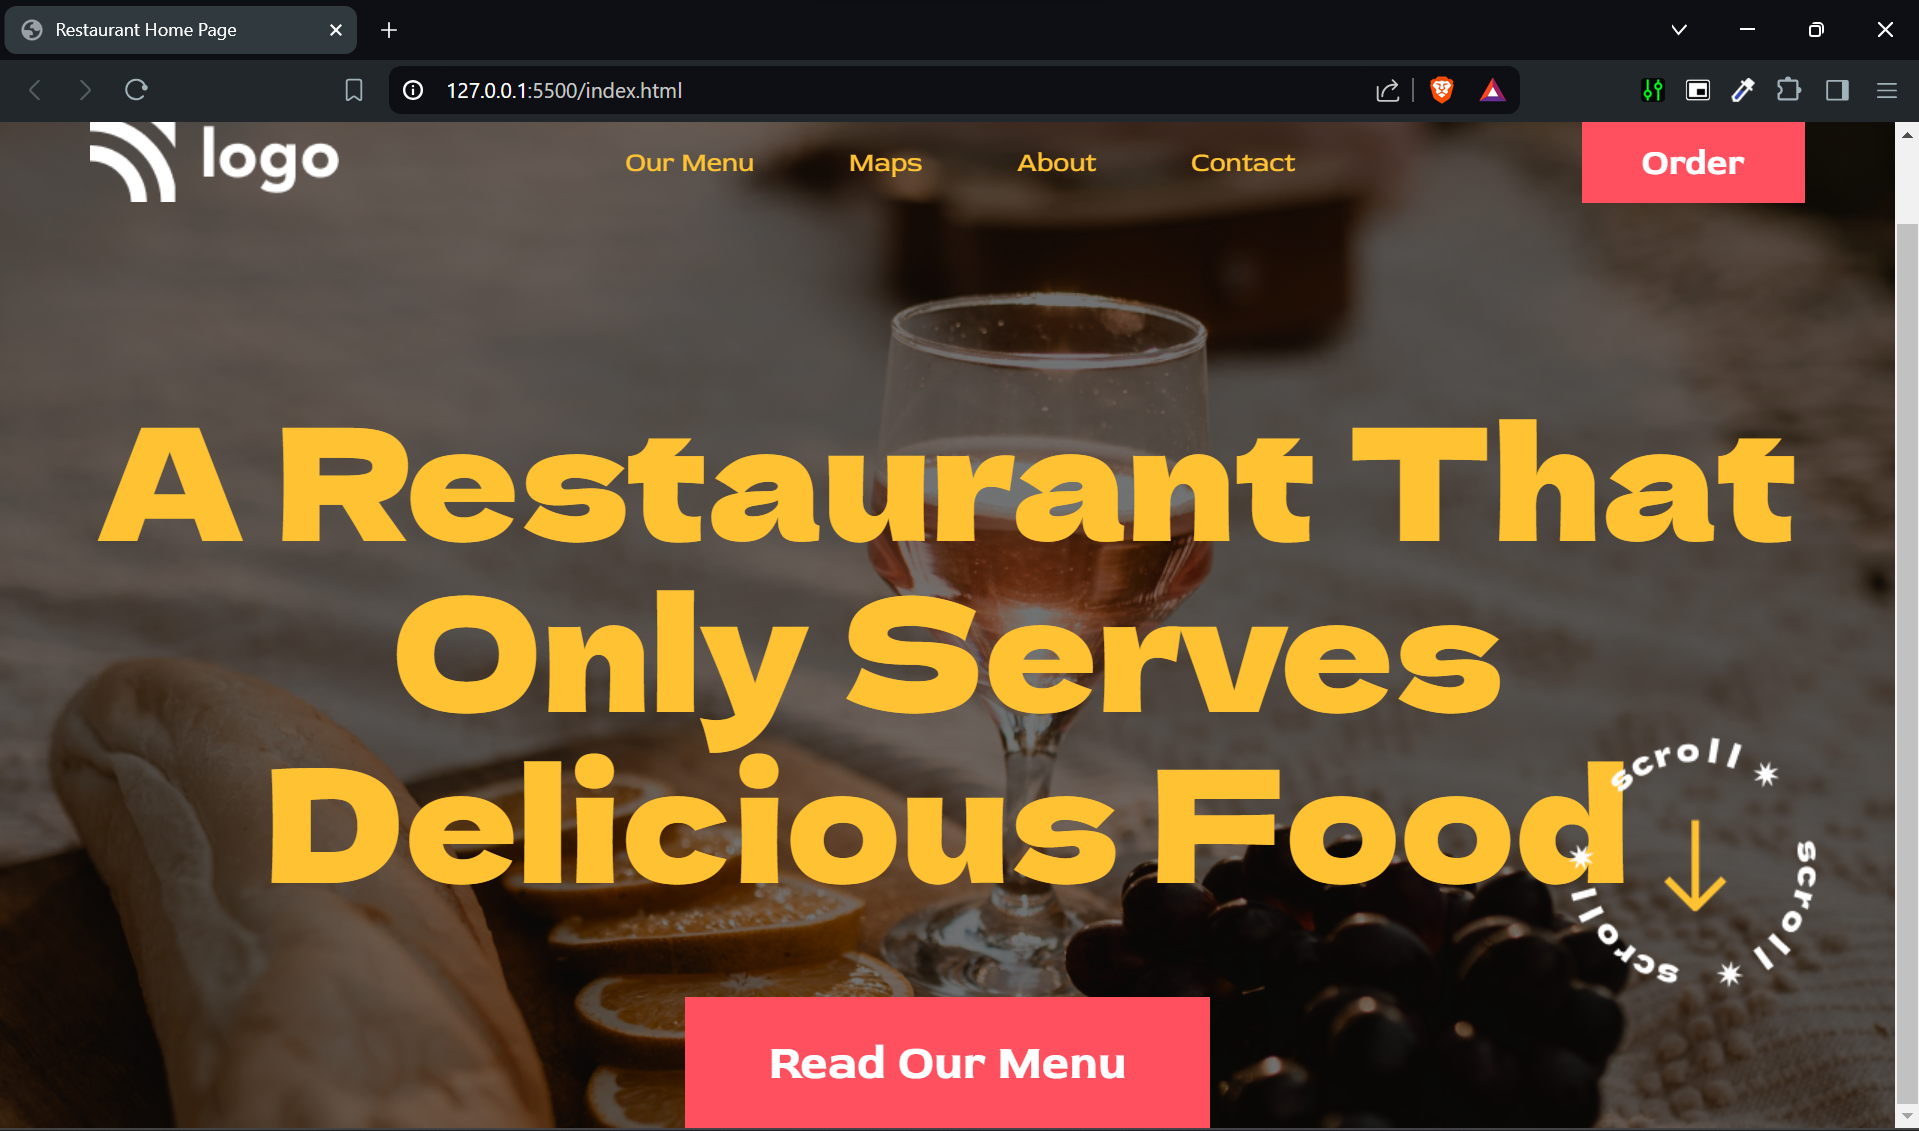 Restaurant Home Page
127.0.0.1:5500/index.html
logo
Our Menu
Maps
About
Contact
Order
A Restaurant That
Only Serves
Delicious Food
scroll
scroll
scroll
Read Our Menu